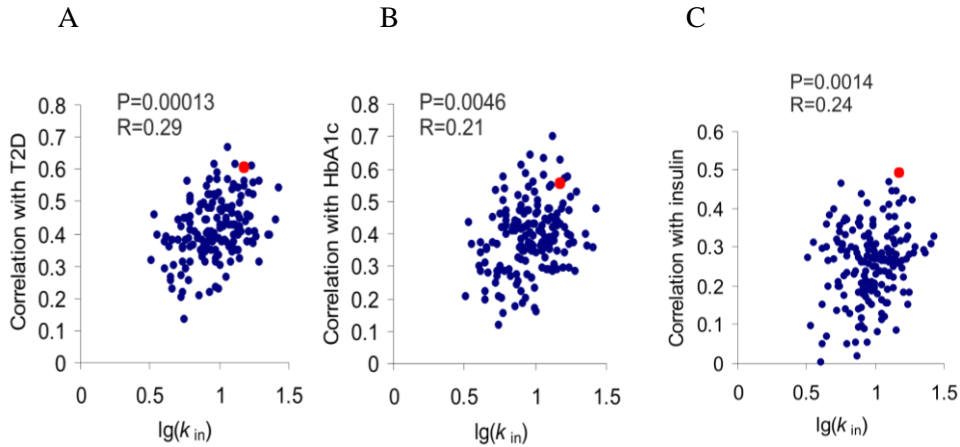 A
B
C
P=0.00013
R=0.29
Correlation with T2D
0.8
0.7
0.6
0.5
0.4
0.3
0.2
0.1
0
0
0.5
1
1.5
lg(k in)
P=0.0046
R=0.21
Correlation with HbA1c
0.8
0.7
0.6
0.5
0.4
0.3
0.2
0.1
0
0
0.5
1
1.5
lg(k in)
P=0.0014
R=0.24
Correlation with insulin
0.6
0.5
0.4
0.3
0.2
0.1
0
0
0.5
1
1.5
lg(k in)